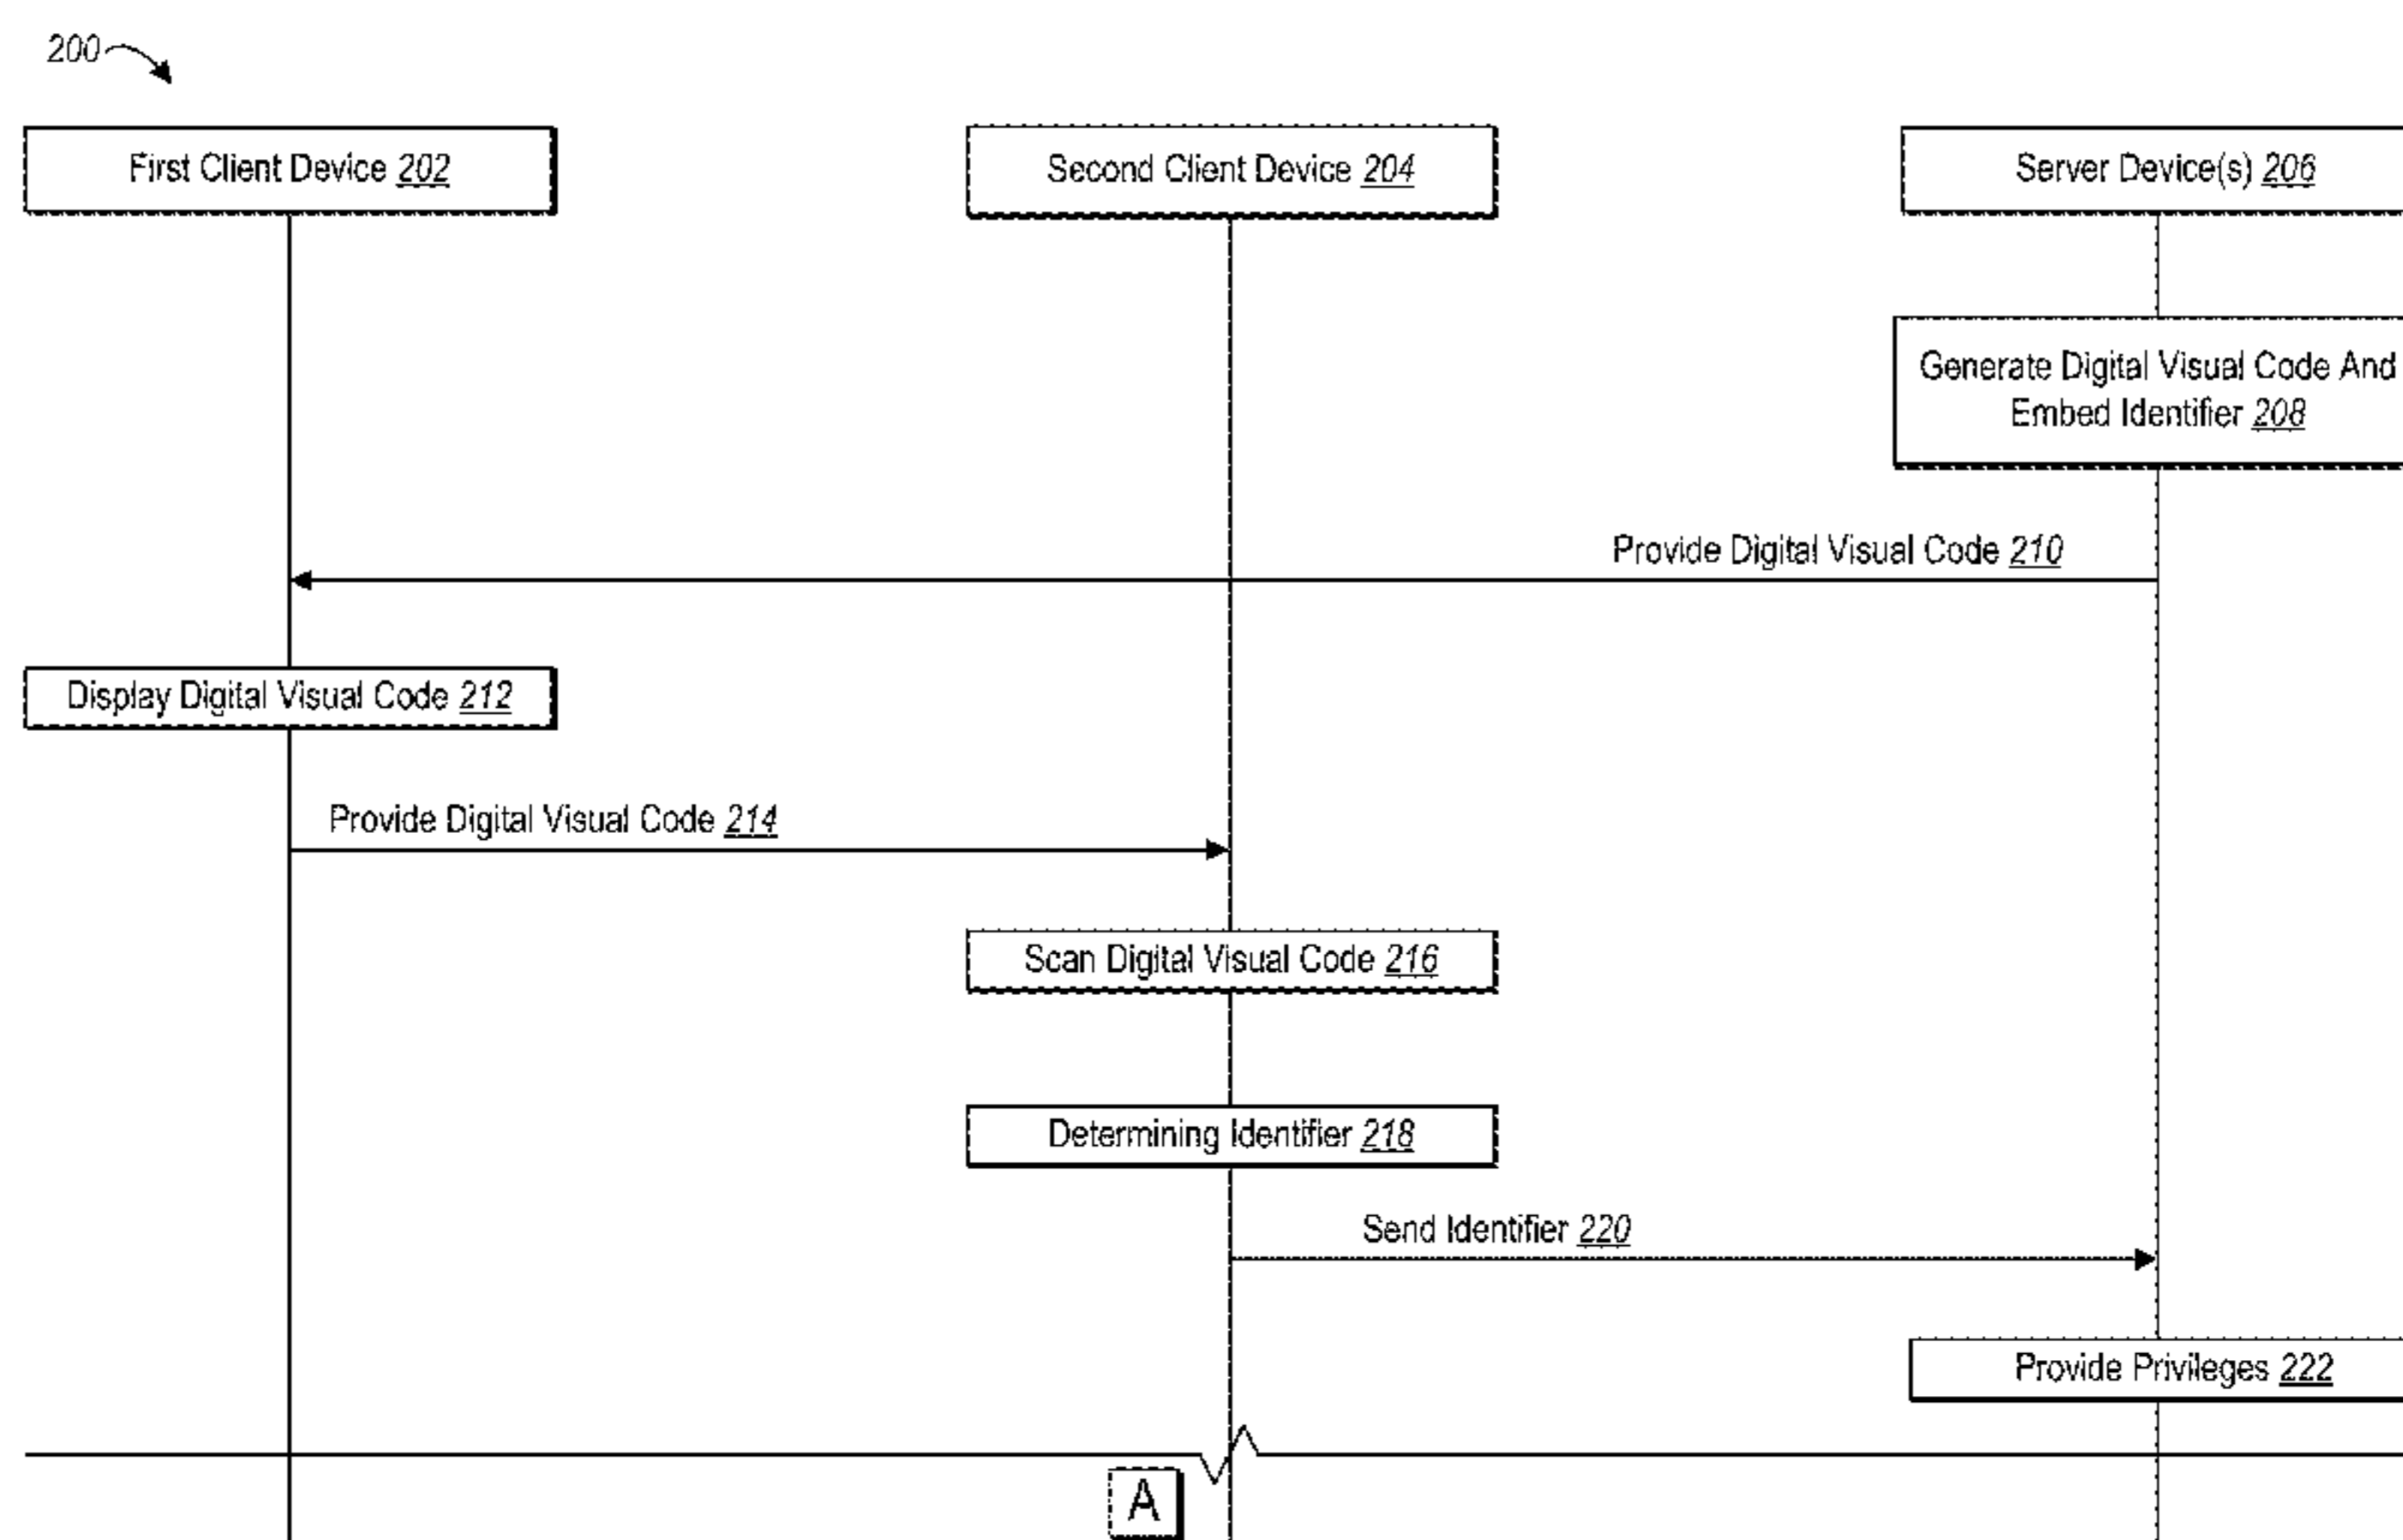 200
First Client Device 202
Second Client Device 204
Server Device(s) 206
Generate Digital Visual Code And
Embed Identifier 208
Provide Digital Visual Code 210
Display Digital Visual Code 212
Provide Digital Visual Code 214
Scan Digital Visual Code 216
Determining Identifier 218
Send Identifier 220
Provide Privileges 222
A